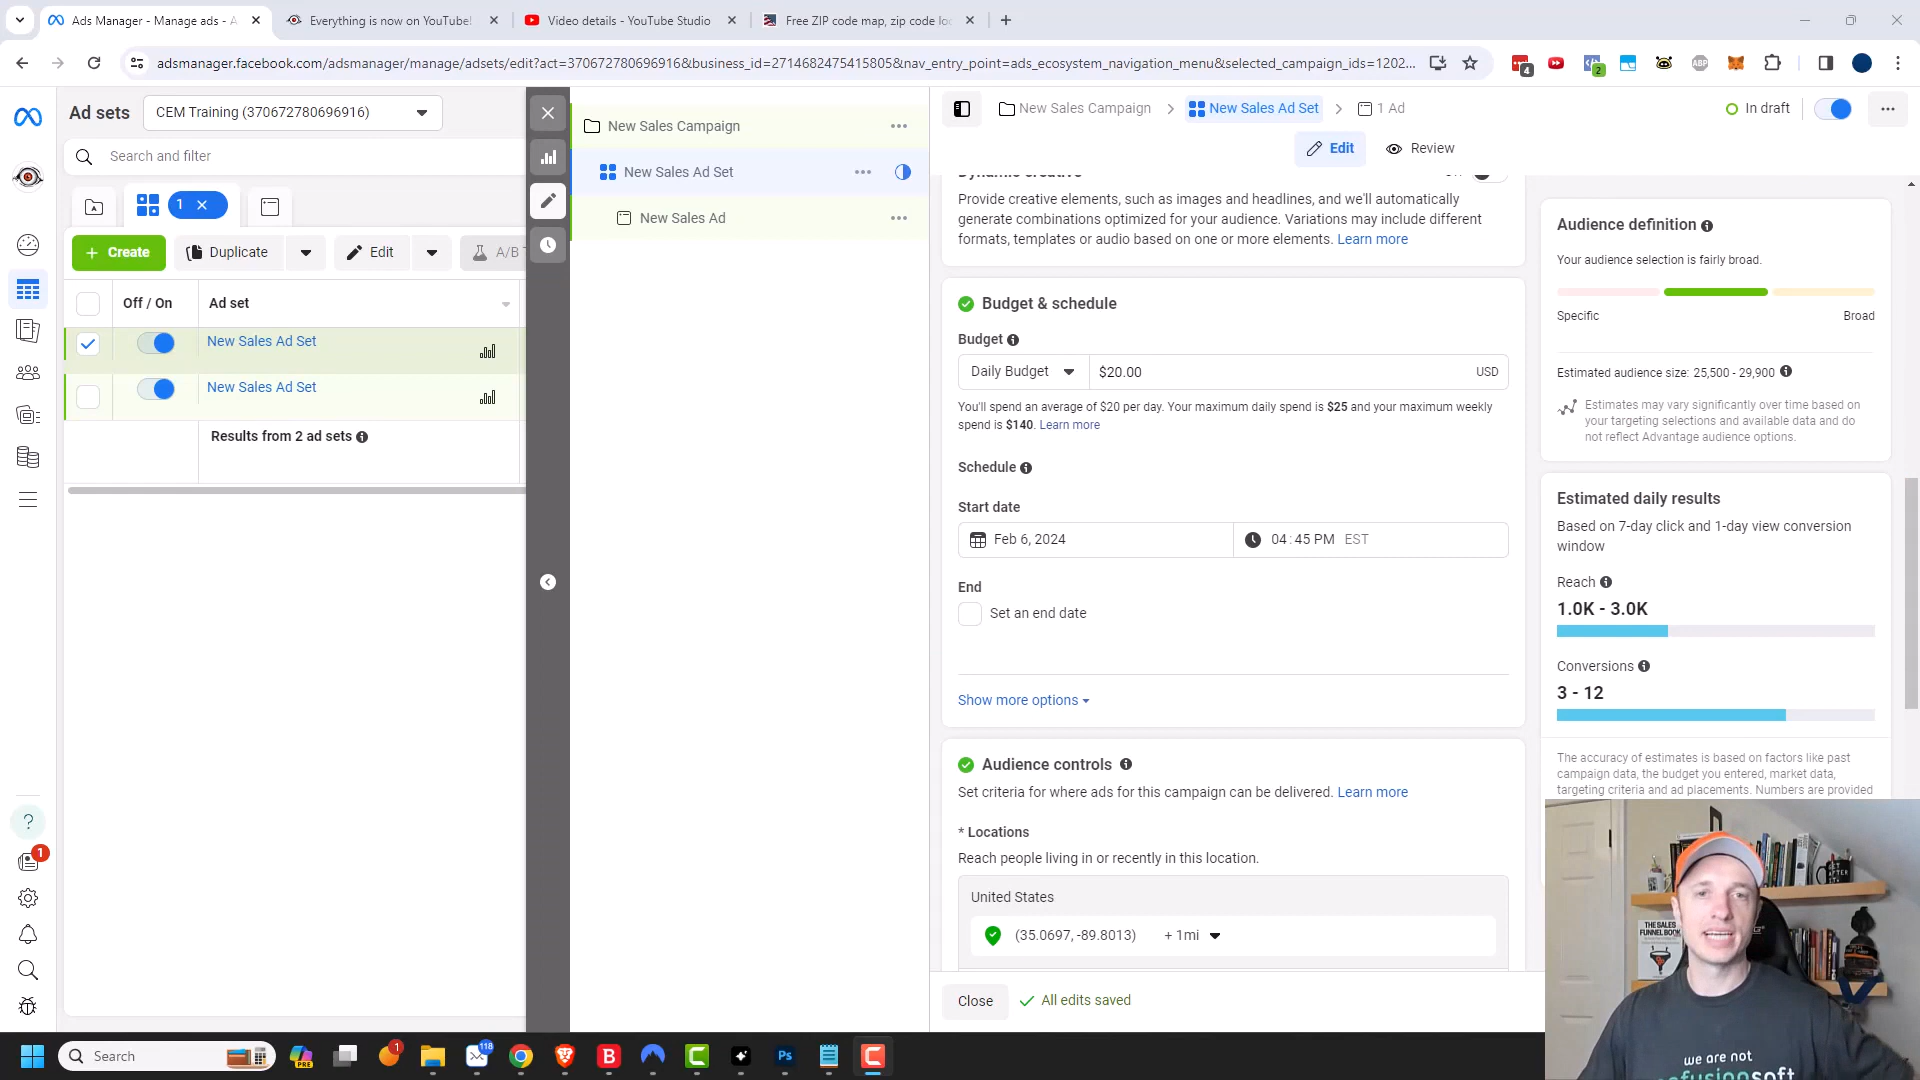 Ads Manager - Manage ads - A
Everything is now on YouTube!
Video details - YouTube Studio
Free ZIP code map, zip code lo
adsmanager.facebook.com/adsmanager/manage/adsets/edit?act=370672780696916&business_id=2714682475415805&nav_entry_point=ads_ecosystem_navigation_menu&selected_campaign_ids=1202...
4
2
ABP
Ad sets
CEM Training (370672780696916)
Search and filter
1
Create
Duplicate
Edit
A/B T
Off / On
Ad set
New Sales Ad Set
New Sales Ad Set
Results from 2 ad sets
1
New Sales Campaign
New Sales Ad Set
New Sales Ad
New Sales Campaign
New Sales Ad Set
1 Ad
In draft
Edit
Review
Dynamic creative
Provide creative elements, such as images and headlines, and we'll automatically
generate combinations optimized for your audience. Variations may include different
formats, templates or audio based on one or more elements. Learn more
Budget & schedule
Budget
Daily Budget
$20.00
USD
You'll spend an average of $20 per day. Your maximum daily spend is $25 and your maximum weekly
spend is $140. Learn more
Schedule
Start date
Feb 6, 2024
04:45 PM EST
End
Set an end date
Show more options
Audience controls
Set criteria for where ads for this campaign can be delivered. Learn more
* Locations
Reach people living in or recently in this location.
United States
(35.0697, -89.8013)
+ 1mi
Close
All edits saved
Audience definition
Your audience selection is fairly broad.
Specific
Broad
Estimated audience size: 25,500 - 29,900
Estimates may vary significantly over time based on
your targeting selections and available data and do
not reflect Advantage audience options.
Estimated daily results
Based on 7-day click and 1-day view conversion
window
Reach
1.0K - 3.0K
Conversions
3 - 12
The accuracy of estimates is based on factors like past
campaign data, the budget you entered, market data,
targeting criteria and ad placements. Numbers are provided
THE SALES
FUNNEL BOOK
we are not
Search
PRE
1
118
B
Ps